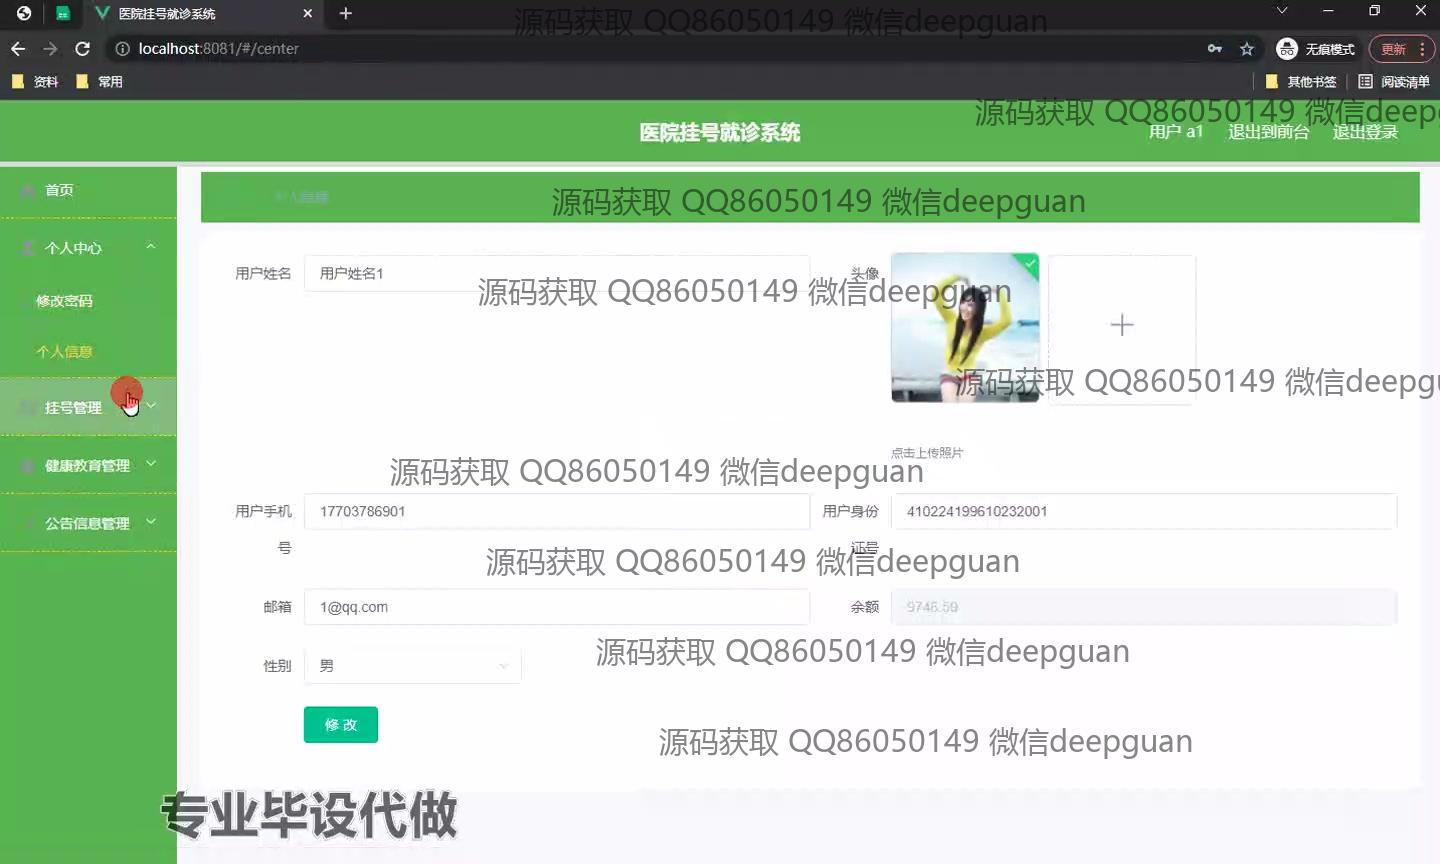 医院挂号就诊系统
localhost:8081/#/center
无痕模式
更新
资料
常用
其他书签
阅读清单
源码获取 QQ86050149 微信deepguan
源码获取 QQ86050149 微信deep
医院挂号就诊系统
用户 a1
退出到前台
退出登录
首页
个人中心
修改密码
个人信息
挂号管理
健康教育管理
公告信息管理
个人信息
源码获取 QQ86050149 微信deepguan
用户姓名
用户姓名1
头像
源码获取 QQ86050149 微信deepguan
源码获取 QQ86050149 微信deepg
点击上传照片
源码获取 QQ86050149 微信deepguan
用户手机号
17703786901
用户身份证号
410224199610232001
源码获取 QQ86050149 微信deepguan
邮箱
1@qq.com
余额
9746.59
源码获取 QQ86050149 微信deepguan
性别
男
修改
源码获取 QQ86050149 微信deepguan
专业毕设代做